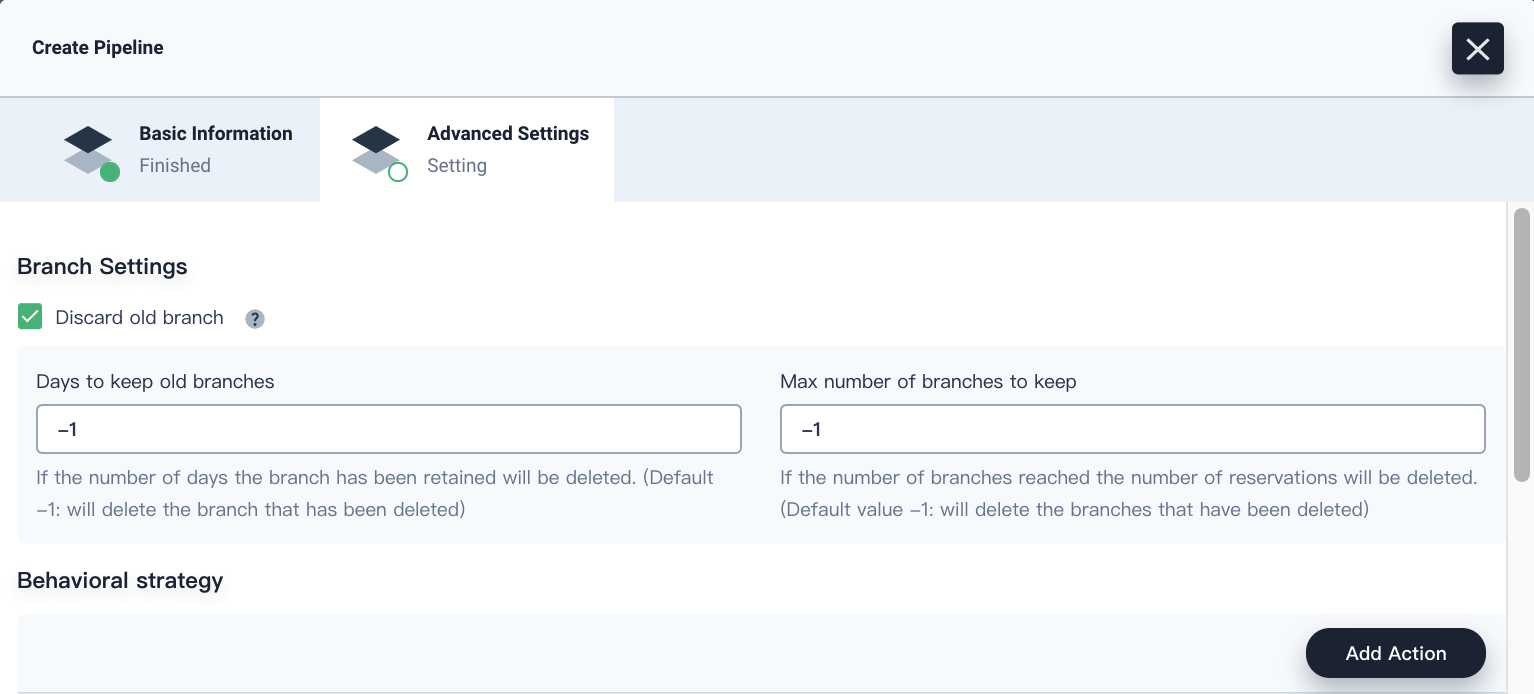 Create Pipeline
Basic Information
Finished
Advanced Settings
Setting
Branch Settings
Discard old branch ?
Days to keep old branches
-1
If the number of days the branch has been retained will be deleted. (Default
-1: will delete the branch that has been deleted)
Max number of branches to keep
-1
If the number of branches reached the number of reservations will be deleted.
(Default value -1: will delete the branches that have been deleted)
Behavioral strategy
Add Action